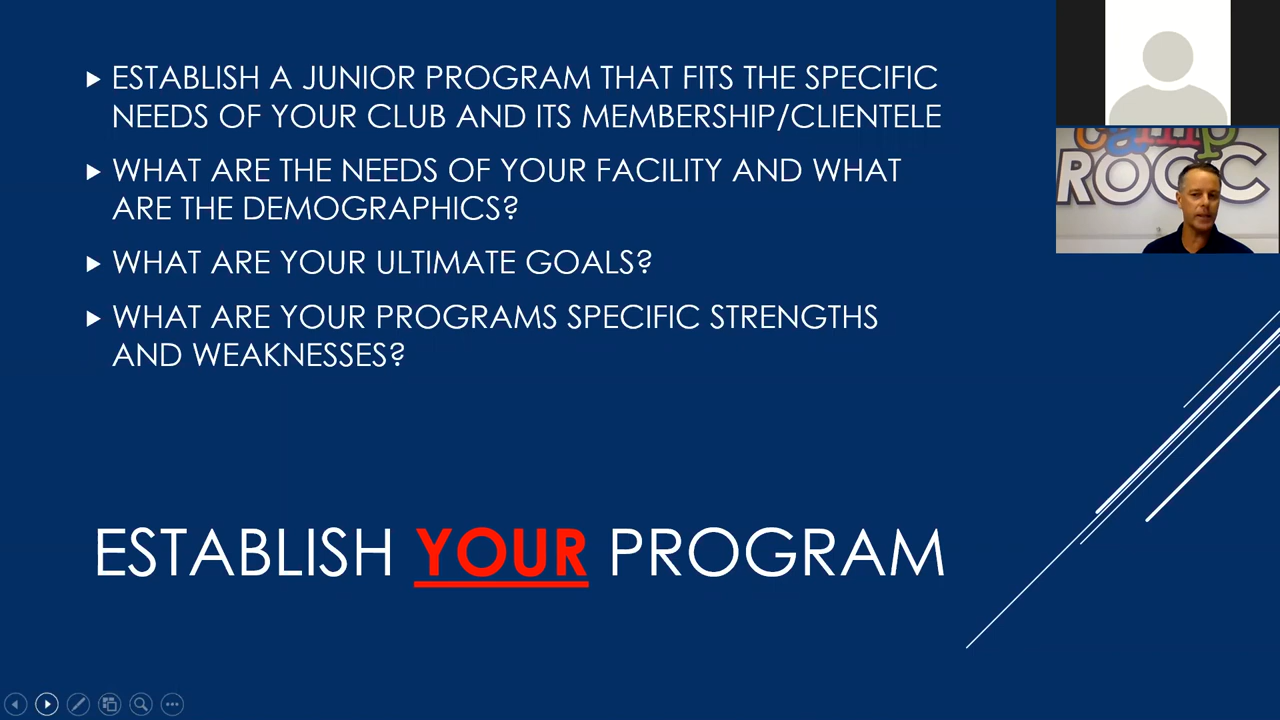 ESTABLISH A JUNIOR PROGRAM THAT FITS THE SPECIFIC
NEEDS OF YOUR CLUB AND ITS MEMBERSHIP/CLIENTELE
WHAT ARE THE NEEDS OF YOUR FACILITY AND WHAT
ARE THE DEMOGRAPHICS?
WHAT ARE YOUR ULTIMATE GOALS?
WHAT ARE YOUR PROGRAMS SPECIFIC STRENGTHS
AND WEAKNESSES?
ESTABLISH YOUR PROGRAM
camp
ROCC